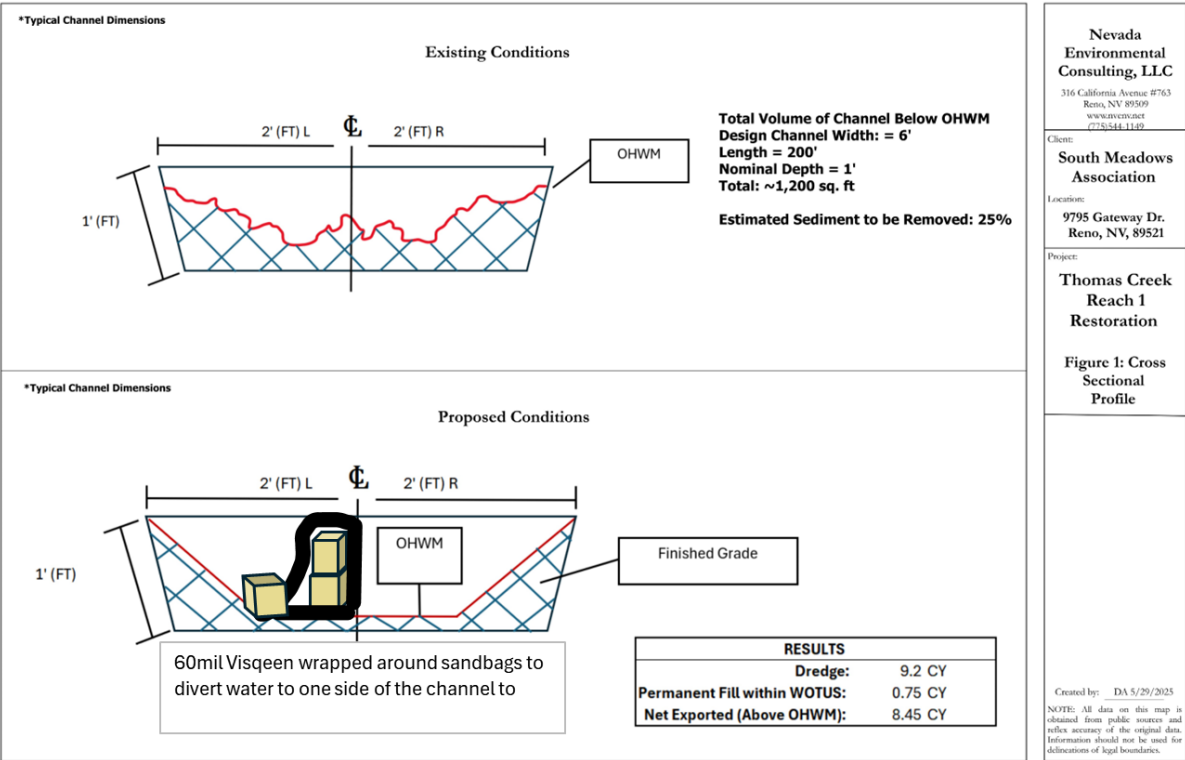 *Typical Channel Dimensions
Existing Conditions
2' (FT) L
℄
2' (FT) R
OHWM
1' (FT)
Total Volume of Channel Below OHWM
Design Channel Width: = 6'
Length = 200'
Nominal Depth = 1'
Total: ~1,200 sq. ft
Estimated Sediment to be Removed: 25%
*Typical Channel Dimensions
Proposed Conditions
2' (FT) L
℄
2' (FT) R
OHWM
Finished Grade
1' (FT)
60mil Visqeen wrapped around sandbags to
divert water to one side of the channel to
RESULTS
Dredge: 9.2 CY
Permanent Fill within WOTUS: 0.75 CY
Net Exported (Above OHWM): 8.45 CY
Nevada
Environmental
Consulting, LLC
316 California Avenue #763
Reno, NV 89509
www.nvenv.net
(775)544-1149
Client:
South Meadows
Association
Location:
9795 Gateway Dr.
Reno, NV, 89521
Project:
Thomas Creek
Reach 1
Restoration
Figure 1: Cross
Sectional
Profile
Created by: DA 5/29/2025
NOTE: All data on this map is
obtained from public sources and
reflex accuracy of the original data.
Information should not be used for
delineations of legal boundaries.